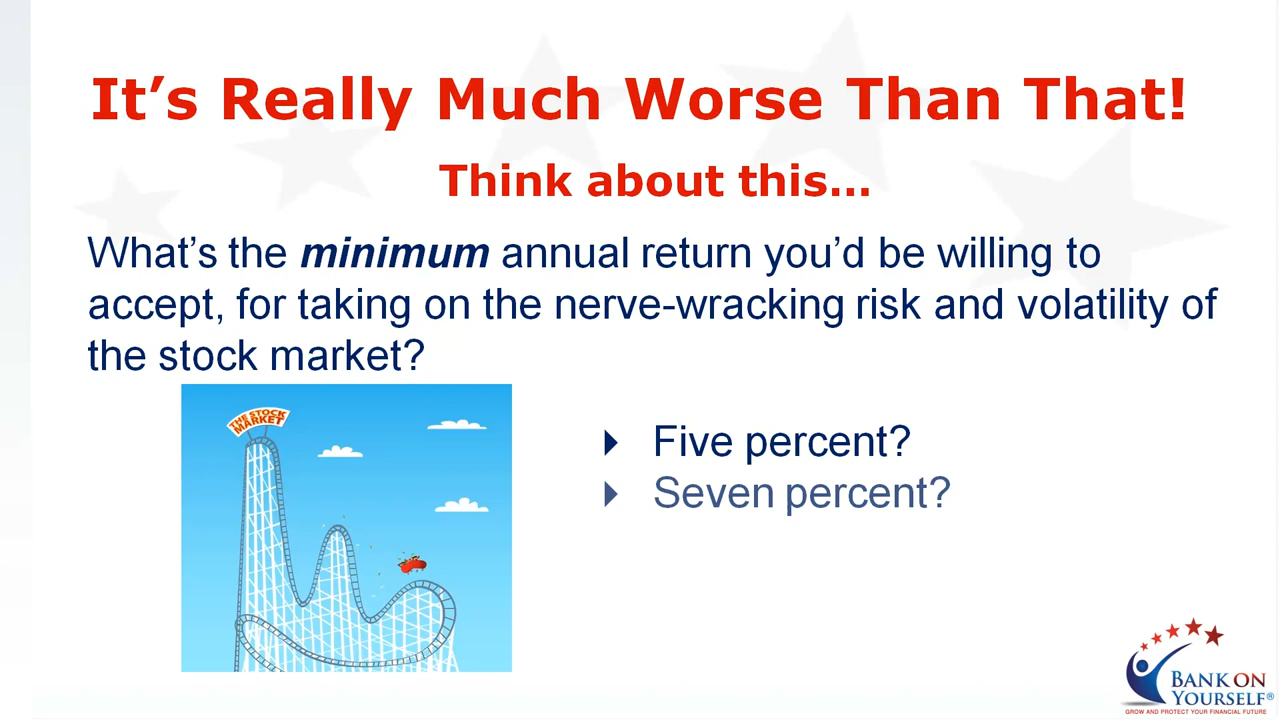 It's Really Much Worse Than That!
Think about this...
What's the minimum annual return you'd be willing to
accept, for taking on the nerve-wracking risk and volatility of
the stock market?
THE STOCK
MARKET
Five percent?
Seven percent?
BANK ON
YOURSELF®
GROW AND PROTECT YOUR FINANCIAL FUTURE